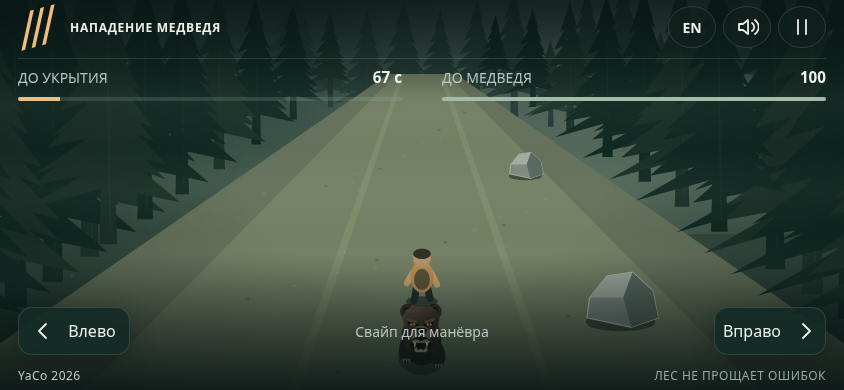 НАПАДЕНИЕ МЕДВЕДЯ
EN
ДО УКРЫТИЯ
67 с
ДО МЕДВЕДЯ
100
Влево
Свайп для манёвра
Вправо
YaCo 2026
ЛЕС НЕ ПРОЩАЕТ ОШИБОК